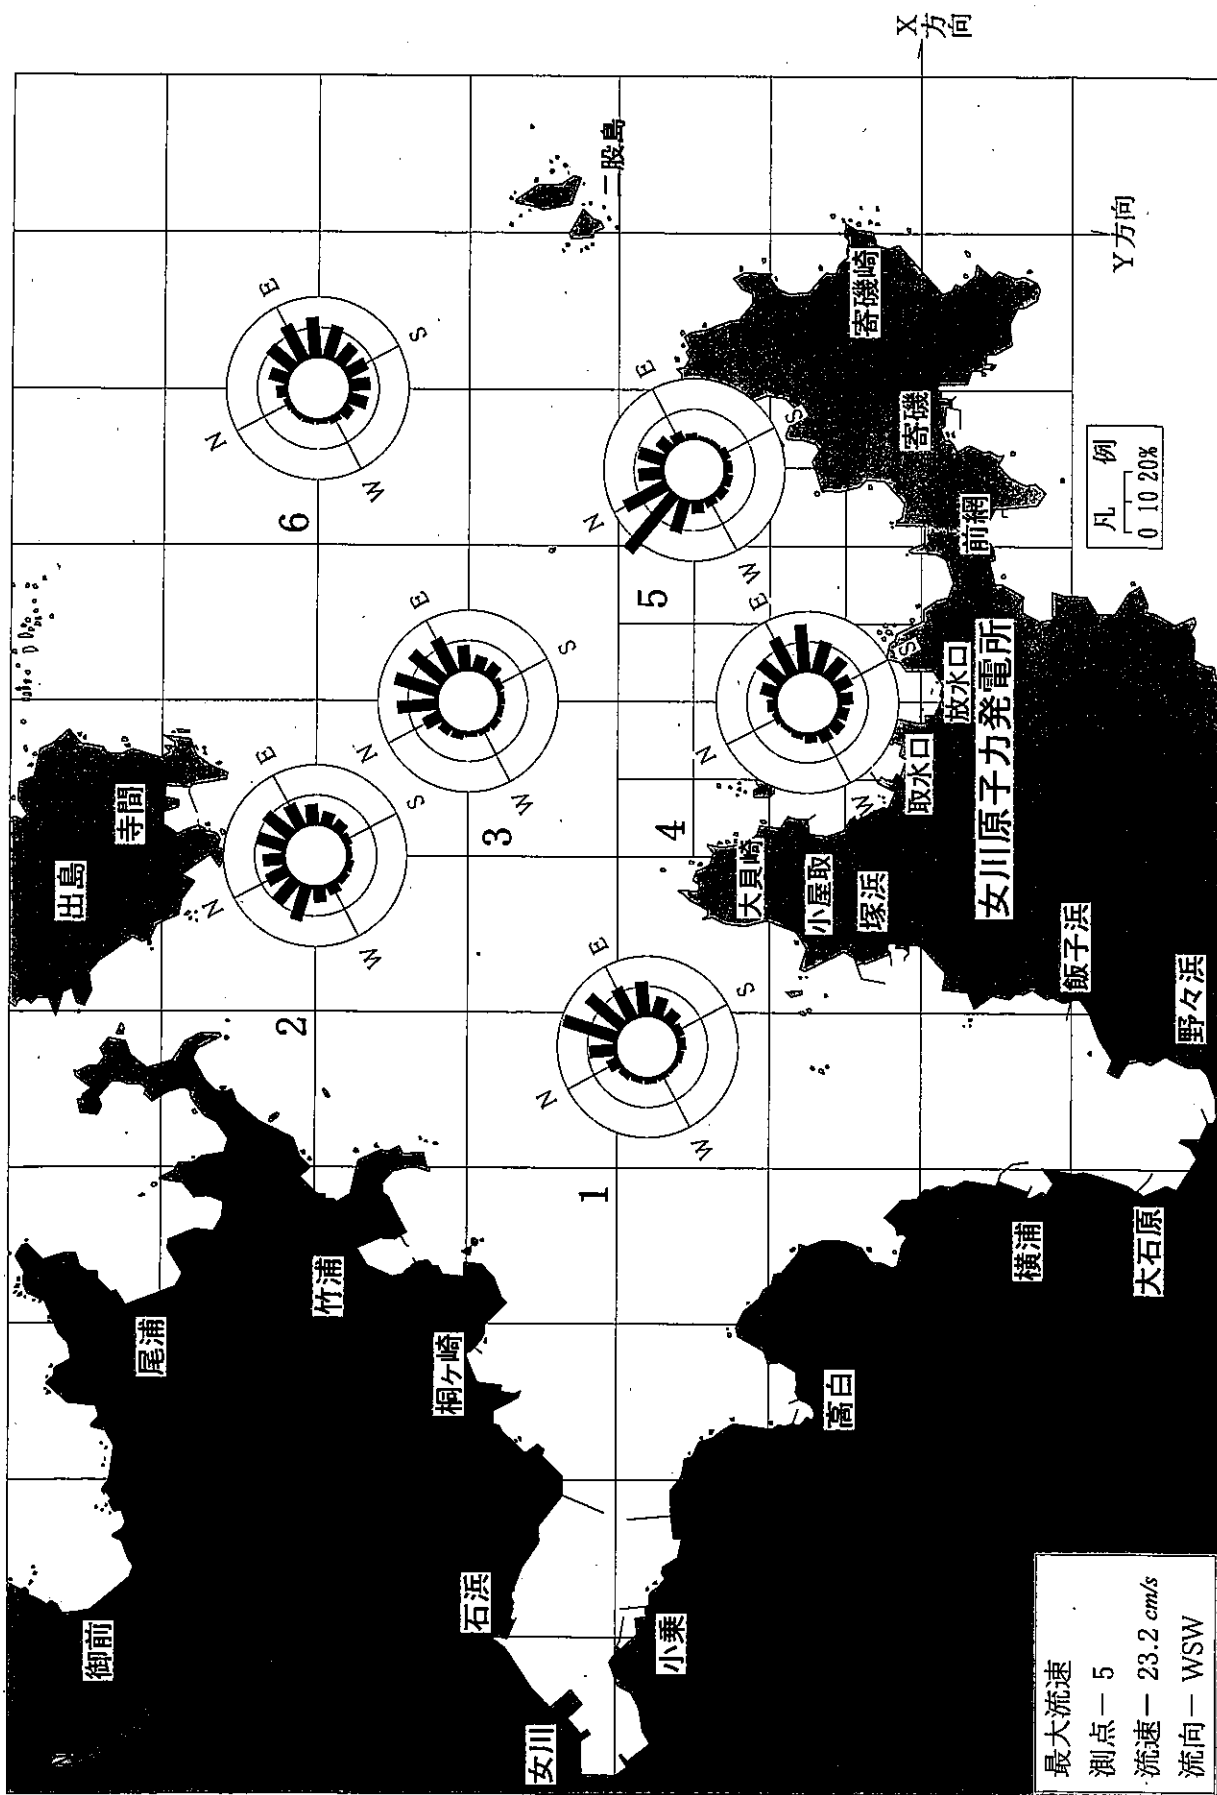 X
方向
Y方向
二股島
寄磯崎
寄磯
前網
凡例
0 10 20%
女川原子力発電所
放水口
取水口
大貝崎
小屋取
塚浜
飯子浜
野々浜
出島
寺間
6
N
E
S
W
5
N
E
S
W
4
N
E
S
W
3
N
E
S
W
2
N
E
S
W
1
N
E
S
W
尾浦
竹浦
桐ケ崎
御前
石浜
女川
小乗
高白
横浦
大石原
最大流速
測点－5
流速－23.2 cm/s
流向－WSW